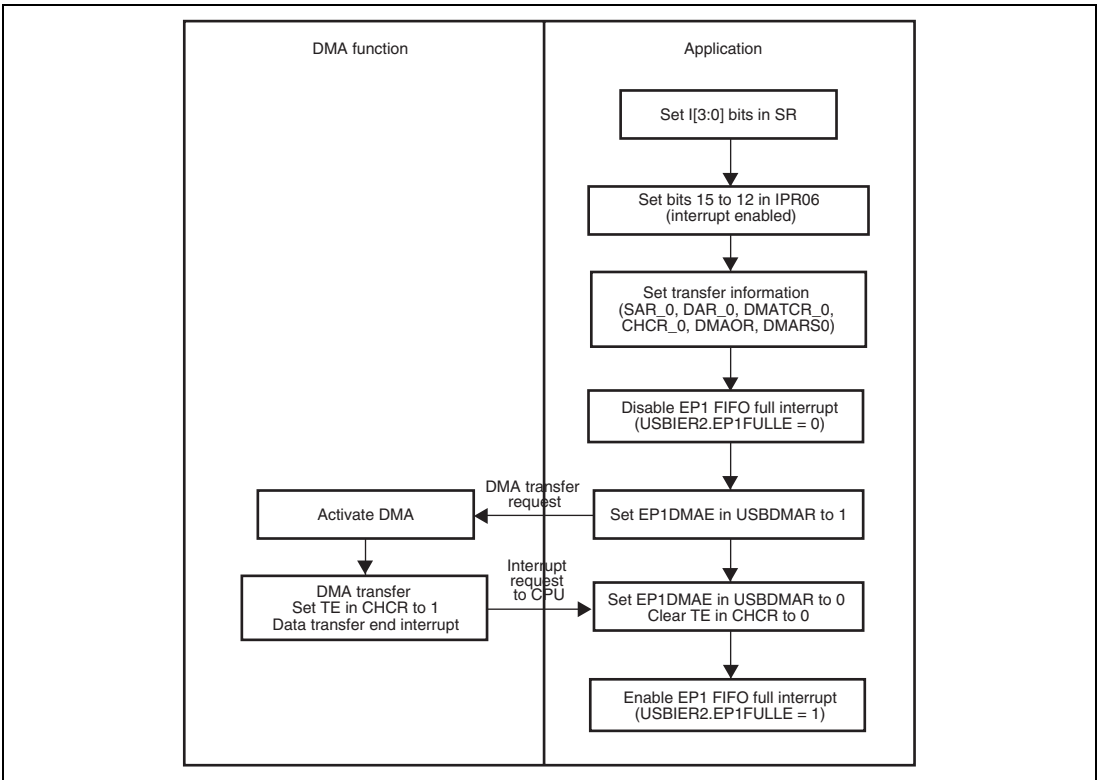 DMA function
Application
Set I[3:0] bits in SR
Set bits 15 to 12 in IPR06
(interrupt enabled)
Set transfer information
(SAR_0, DAR_0, DMATCR_0,
CHCR_0, DMAOR, DMARS0)
Disable EP1 FIFO full interrupt
(USBIER2.EP1FULLE = 0)
DMA transfer
request
Activate DMA
Set EP1DMAE in USBDMAR to 1
Interrupt
request
to CPU
DMA transfer
Set TE in CHCR to 1
Data transfer end interrupt
Set EP1DMAE in USBDMAR to 0
Clear TE in CHCR to 0
Enable EP1 FIFO full interrupt
(USBIER2.EP1FULLE = 1)